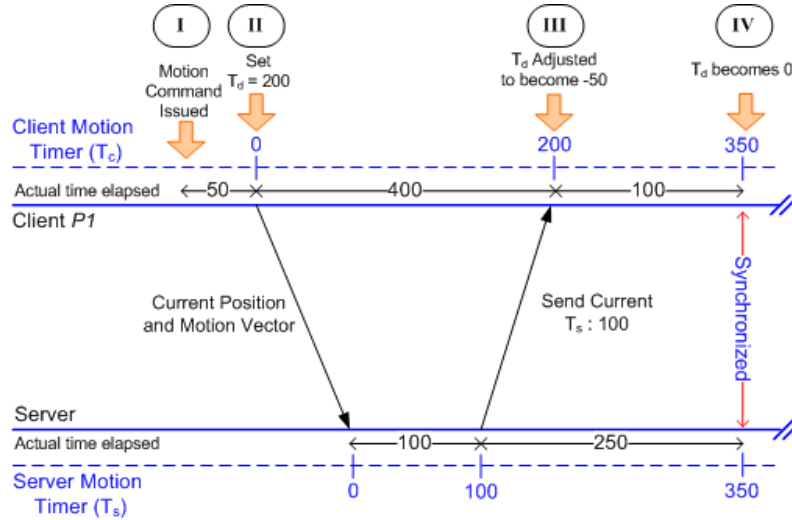 I
II
III
IV
Motion
Command
Issued
Set
T_d = 200
T_d Adjusted
to become -50
T_d becomes 0
Client Motion
Timer (T_c)
0
200
350
Actual time elapsed
50
400
100
Client P1
Current Position
and Motion Vector
Send Current
T_s : 100
Synchronized
Server
Actual time elapsed
100
250
Server Motion
Timer (T_s)
0
100
350